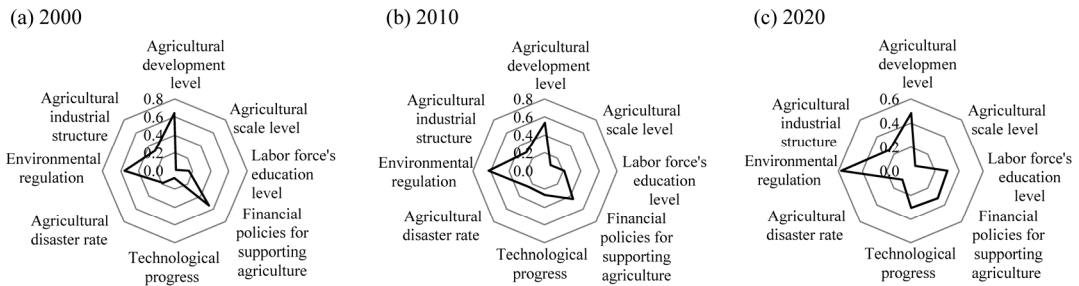 (a) 2000
Agricultural
development
level
Agricultural
industrial
structure
Agricultural
scale level
Environmental
regulation
Labor force's
education
level
Agricultural
disaster rate
Financial
policies for
supporting
agriculture
Technological
progress
0.8
0.6
0.4
0.2
0.0
(b) 2010
Agricultural
development
level
Agricultural
industrial
structure
Agricultural
scale level
Environmental
regulation
Labor force's
education
level
Agricultural
disaster rate
Financial
policies for
supporting
agriculture
Technological
progress
0.8
0.6
0.4
0.2
0.0
(c) 2020
Agricultural
development
level
Agricultural
industrial
structure
Agricultural
scale level
Environmental
regulation
Labor force's
education
level
Agricultural
disaster rate
Financial
policies for
supporting
agriculture
Technological
progress
0.6
0.4
0.2
0.0